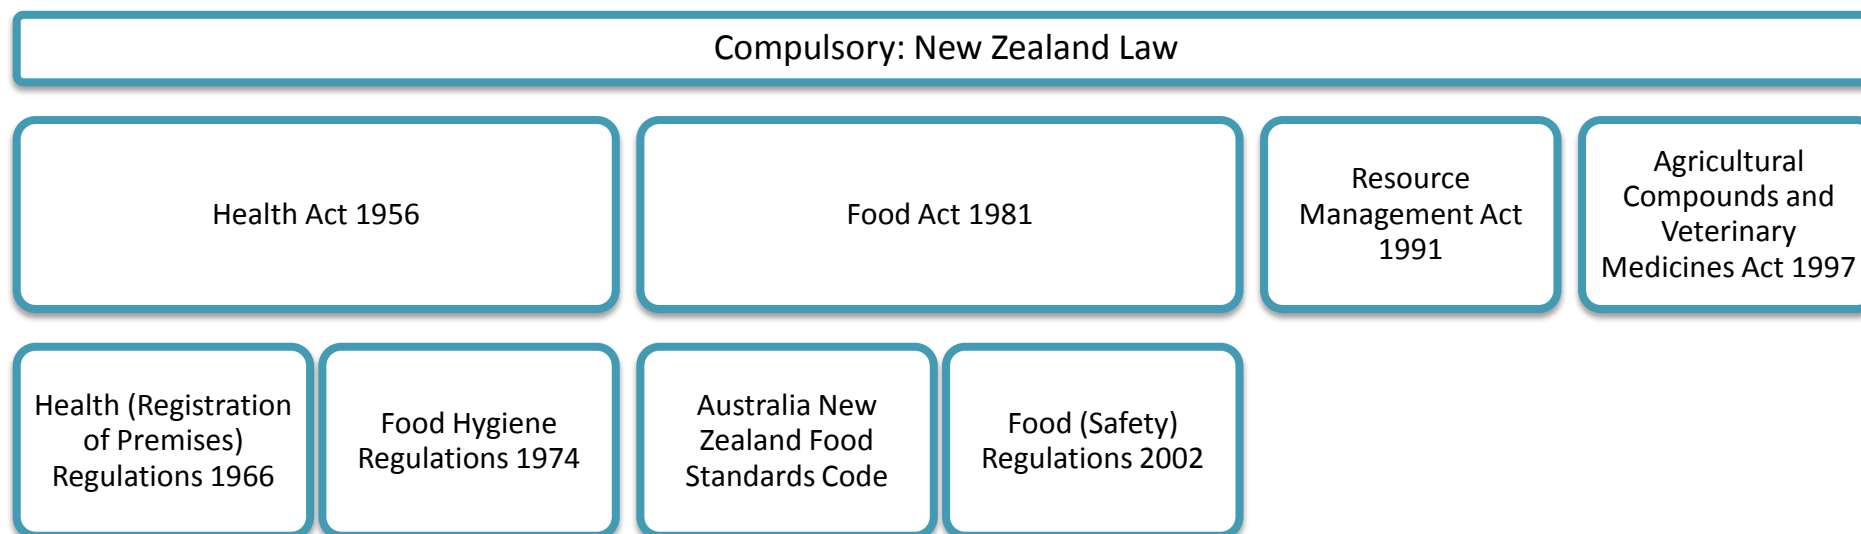 Compulsory: New Zealand Law
Health Act 1956
Food Act 1981
Resource
Management Act
1991
Agricultural
Compounds and
Veterinary
Medicines Act 1997
Health (Registration
of Premises)
Regulations 1966
Food Hygiene
Regulations 1974
Australia New
Zealand Food
Standards Code
Food (Safety)
Regulations 2002